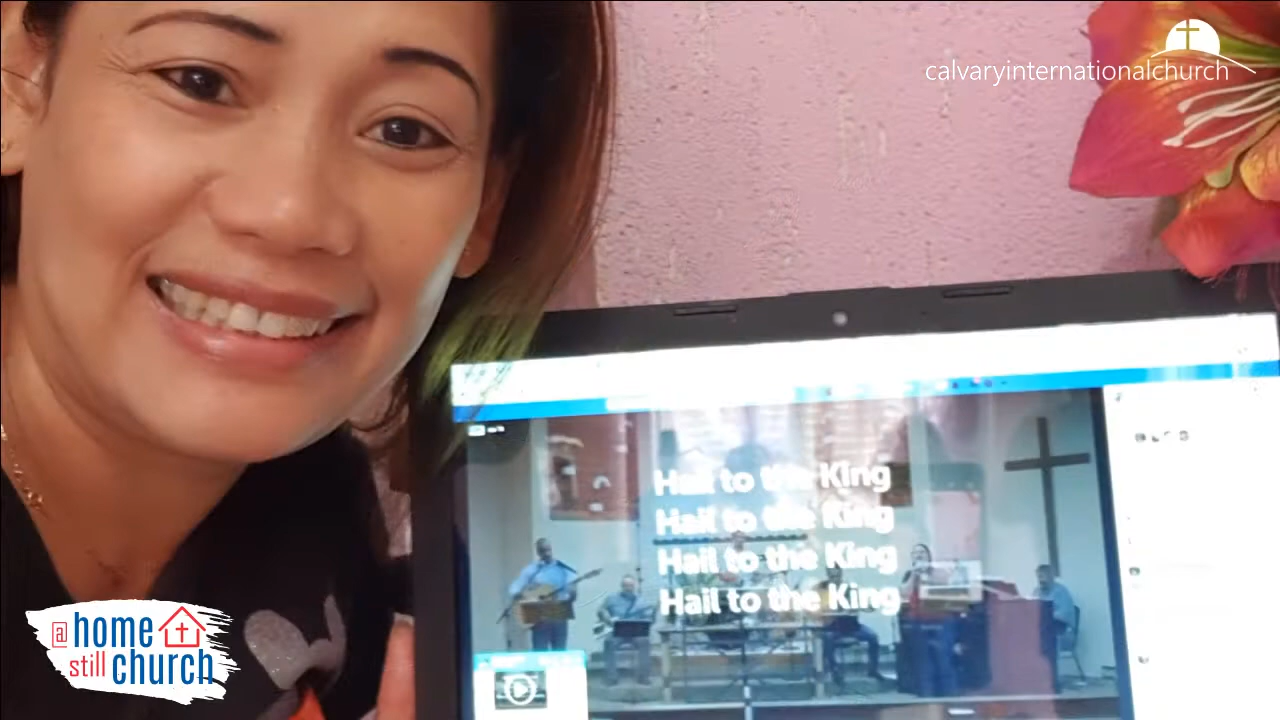 calvaryinternationalchurch
Hail to the King
Hail to the King
Hail to the King
Hail to the King
@home
still church